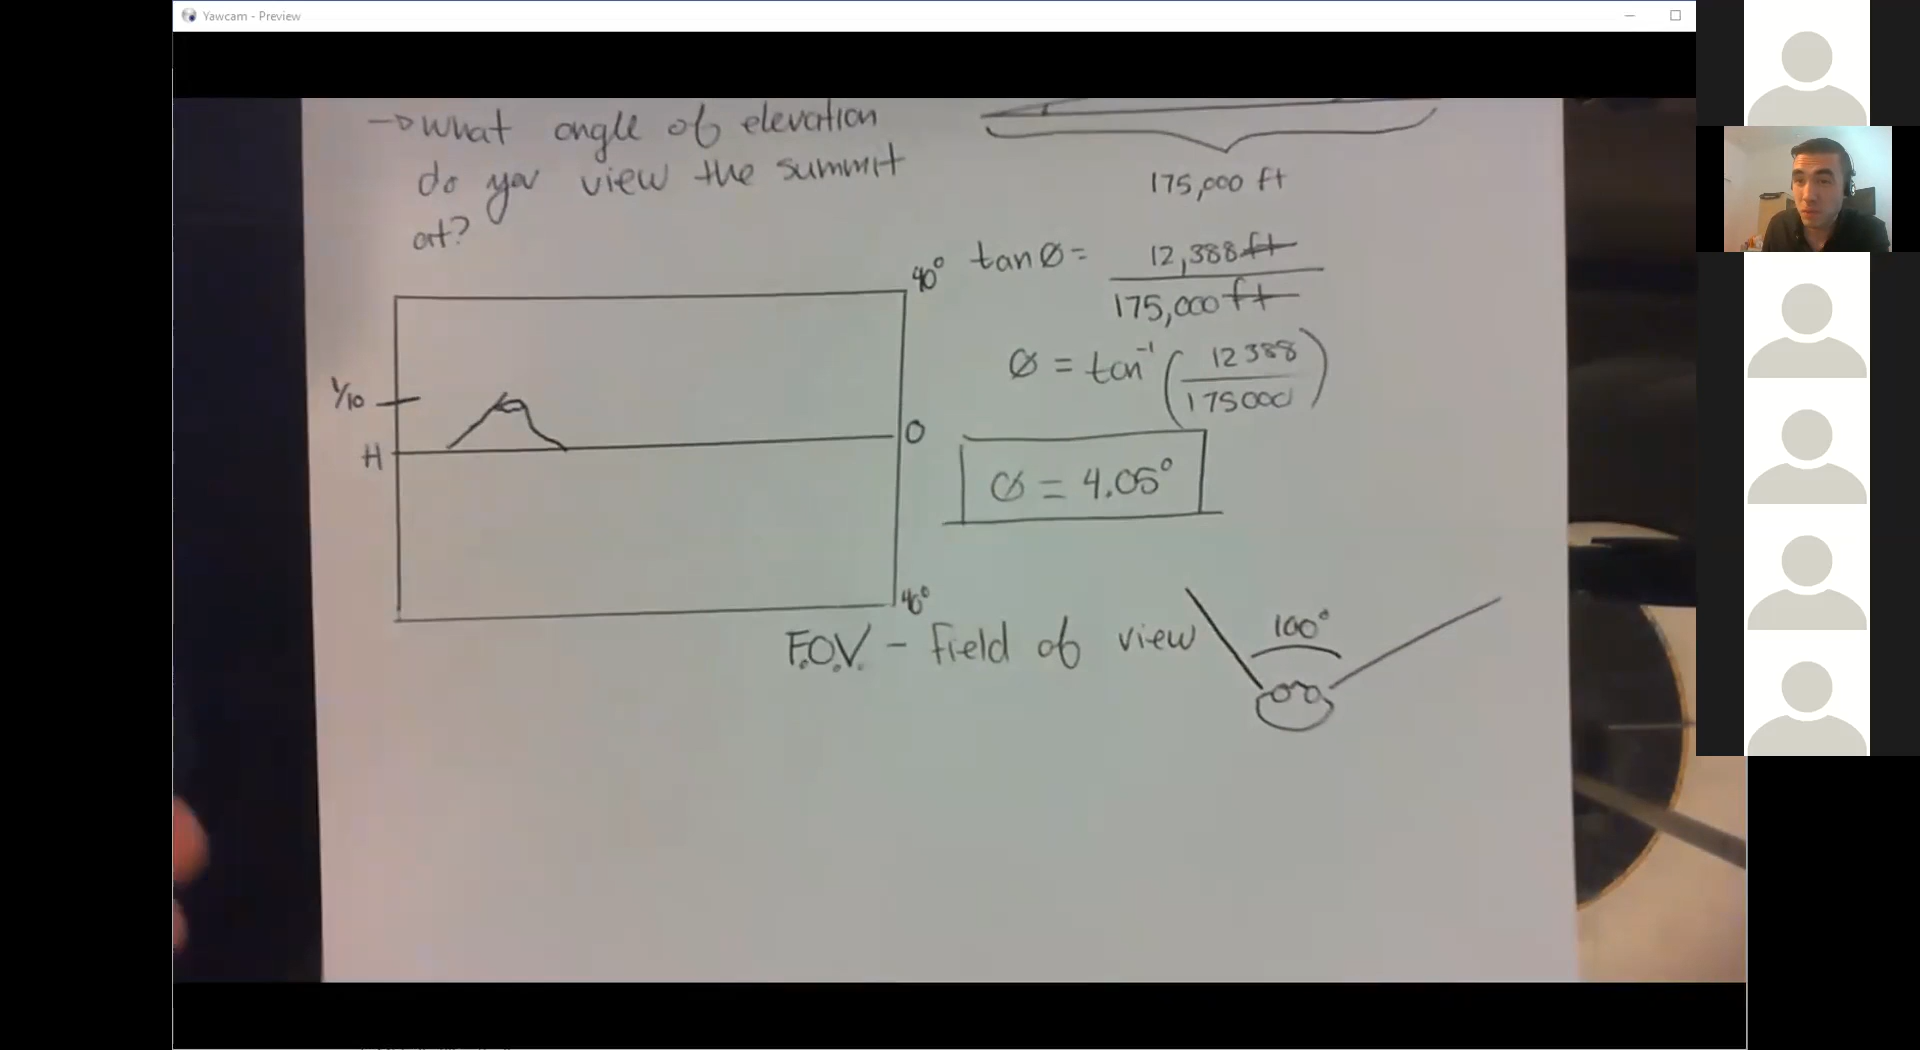 Yawcam - Preview
→ what angle of elevation
do you view the summit
at?
175,000 ft
tan Ø = 12,388 ft
175,000 ft
Ø = tan⁻¹ ( 12388
175000 )
Ø = 4.05°
40°
1/10
H
0
40°
F.O.V. - Field of view
100°